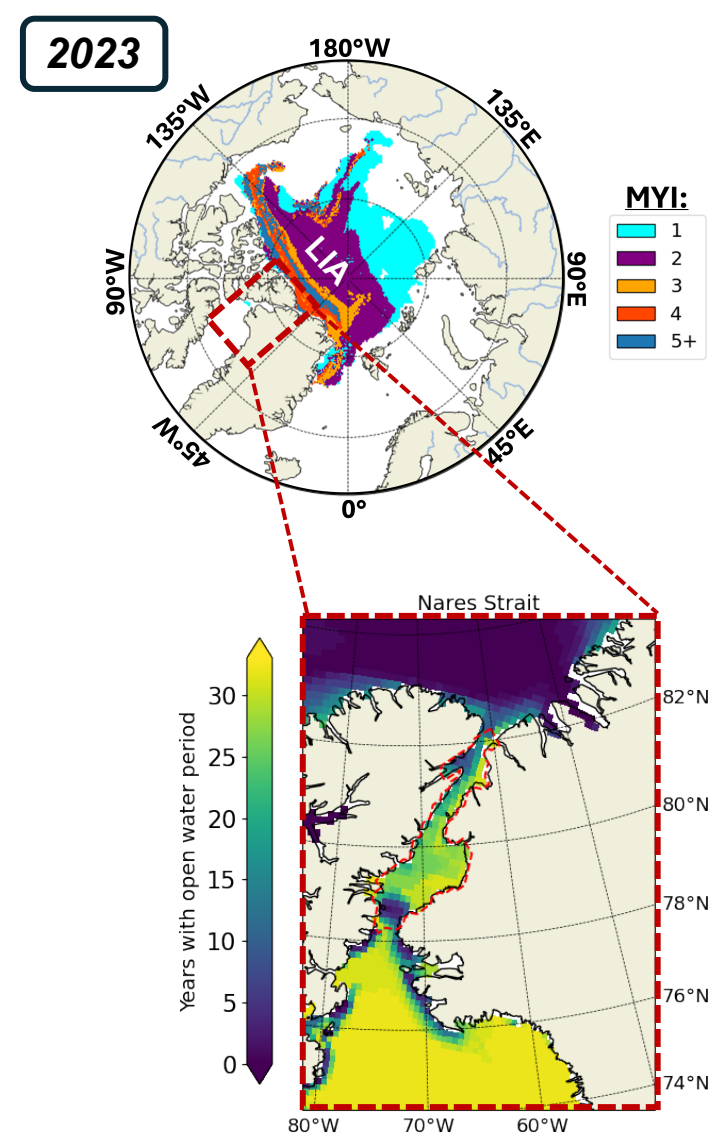 2023
180°W
135°W
135°E
90°W
90°E
45°W
45°E
0°
LIA
MYI:
1
2
3
4
5+
Nares Strait
Years with open water period
30
25
20
15
10
5
0
82°N
80°N
78°N
76°N
74°N
80°W
70°W
60°W